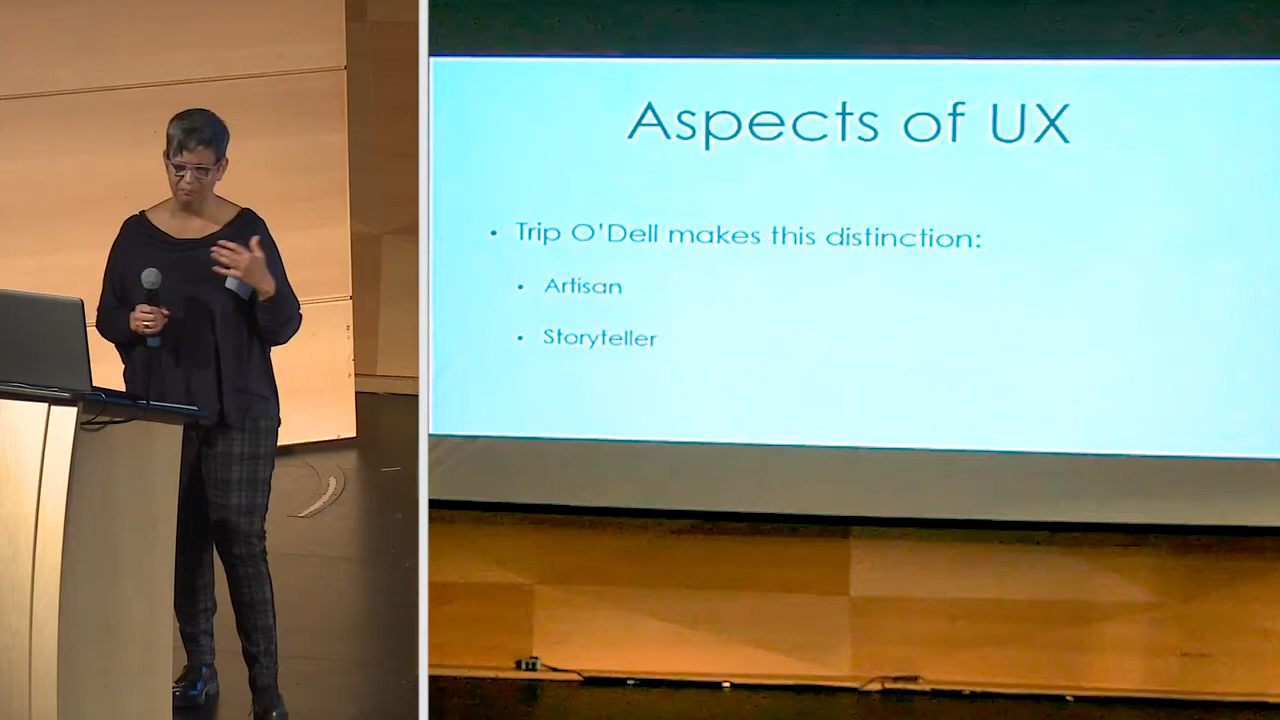 Aspects of UX
• Trip O'Dell makes this distinction:
• Artisan
• Storyteller